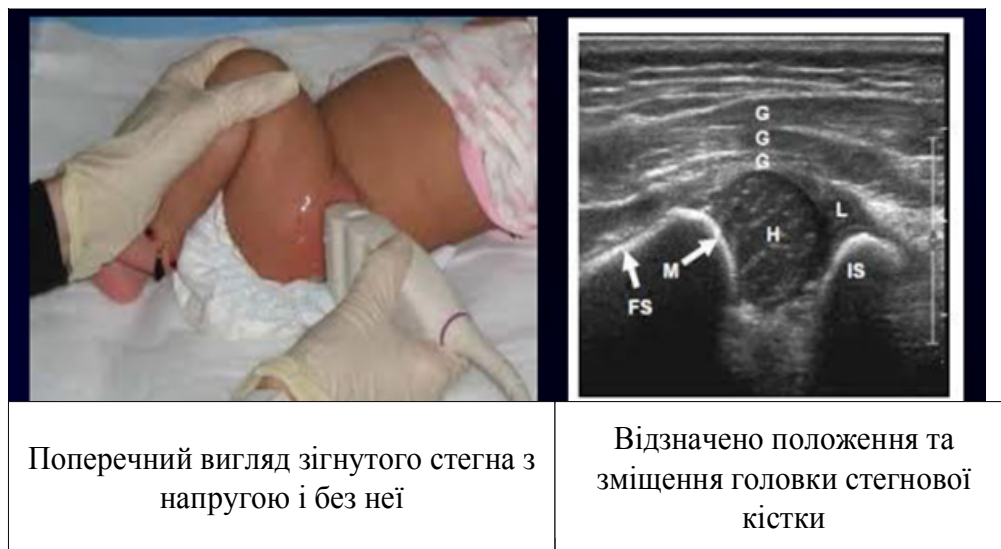 G
G
G
L
H
M
IS
FS
Поперечний вигляд зігнутого стегна з
напругою і без неї
Відзначено положення та
зміщення головки стегнової
кістки